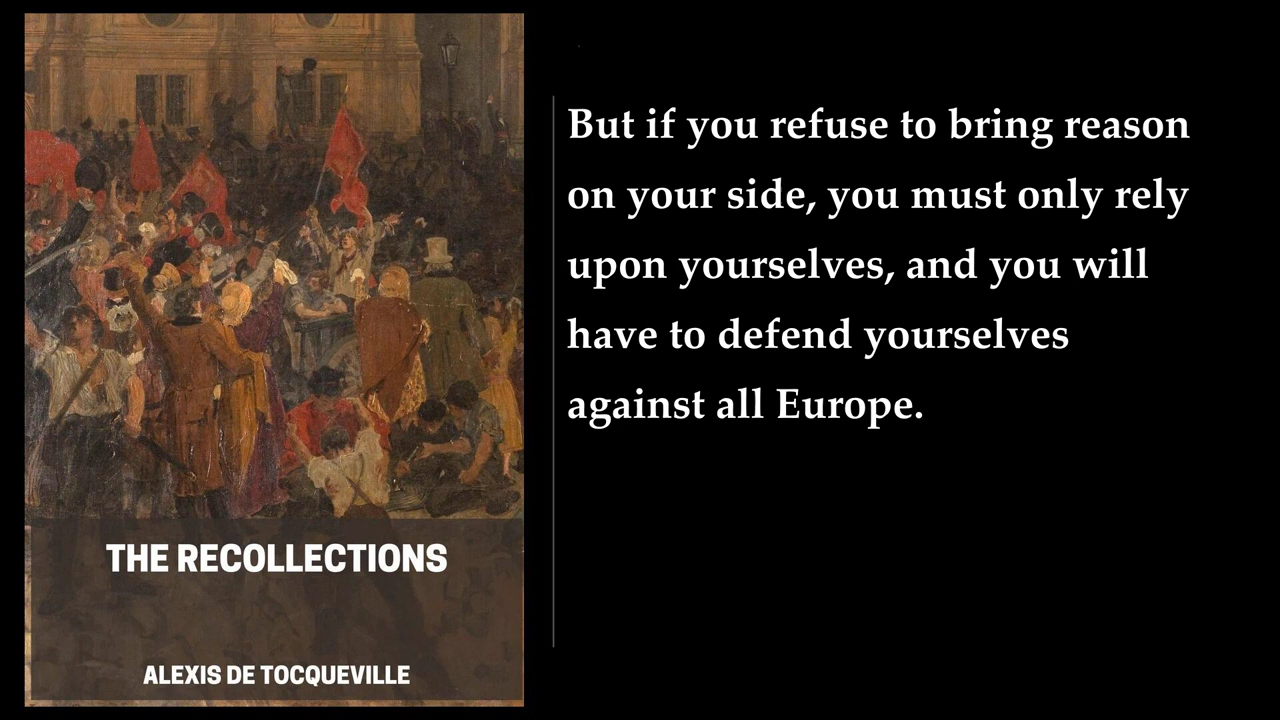 But if you refuse to bring reason
on your side, you must only rely
upon yourselves, and you will
have to defend yourselves
against all Europe.
THE RECOLLECTIONS
ALEXIS DE TOCQUEVILLE